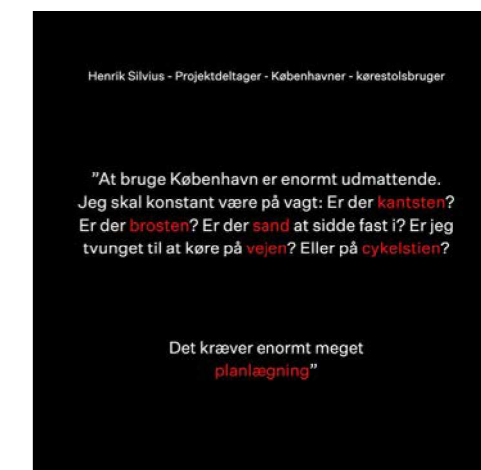 Henrik Silvius - Projektdeltager - Københavner - kørestolsbruger
”At bruge København er enormt udmattende.
Jeg skal konstant være på vagt: Er der kantsten?
Er der brosten? Er der sand at sidde fast i? Er jeg
tvunget til at køre på vejen? Eller på cykelstien?
Det kræver enormt meget
planlægning”